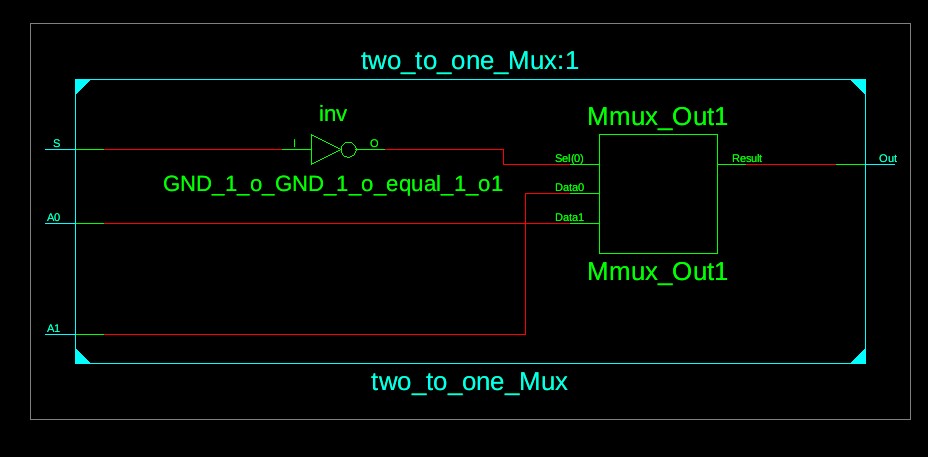 two_to_one_Mux:1
inv
Mmux_Out1
S
I
O
Sel(0)
Result
Out
GND_1_o_GND_1_o_equal_1_o1
Data0
A0
Data1
Mmux_Out1
A1
two_to_one_Mux